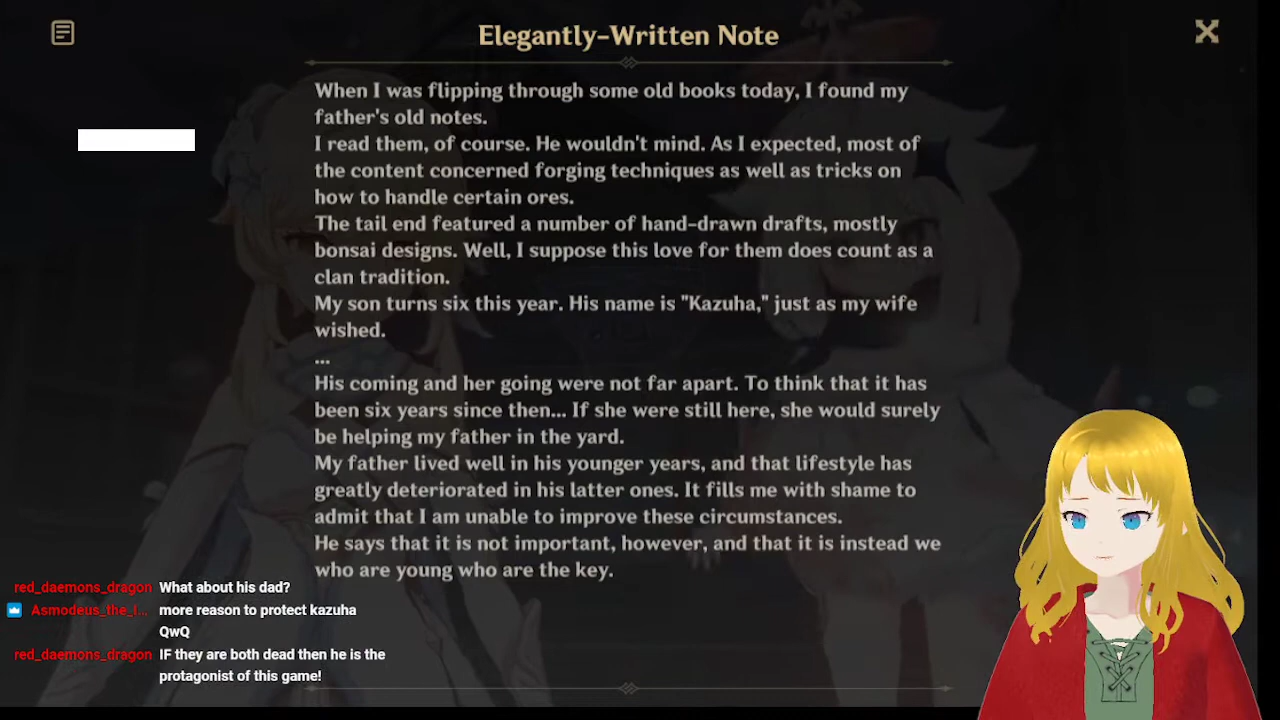 Elegantly-Written Note
When I was flipping through some old books today, I found my
father's old notes.
I read them, of course. He wouldn't mind. As I expected, most of
the content concerned forging techniques as well as tricks on
how to handle certain ores.
The tail end featured a number of hand-drawn drafts, mostly
bonsai designs. Well, I suppose this love for them does count as a
clan tradition.
My son turns six this year. His name is "Kazuha," just as my wife
wished.
...
His coming and her going were not far apart. To think that it has
been six years since then... If she were still here, she would surely
be helping my father in the yard.
My father lived well in his younger years, and that lifestyle has
greatly deteriorated in his latter ones. It fills me with shame to
admit that I am unable to improve these circumstances.
He says that it is not important, however, and that it is instead we
who are young who are the key.
red_daemons_dragon What about his dad?
Asmodeus_the_(... more reason to protect kazuha
QwQ
red_daemons_dragon IF they are both dead then he is the
protagonist of this game!